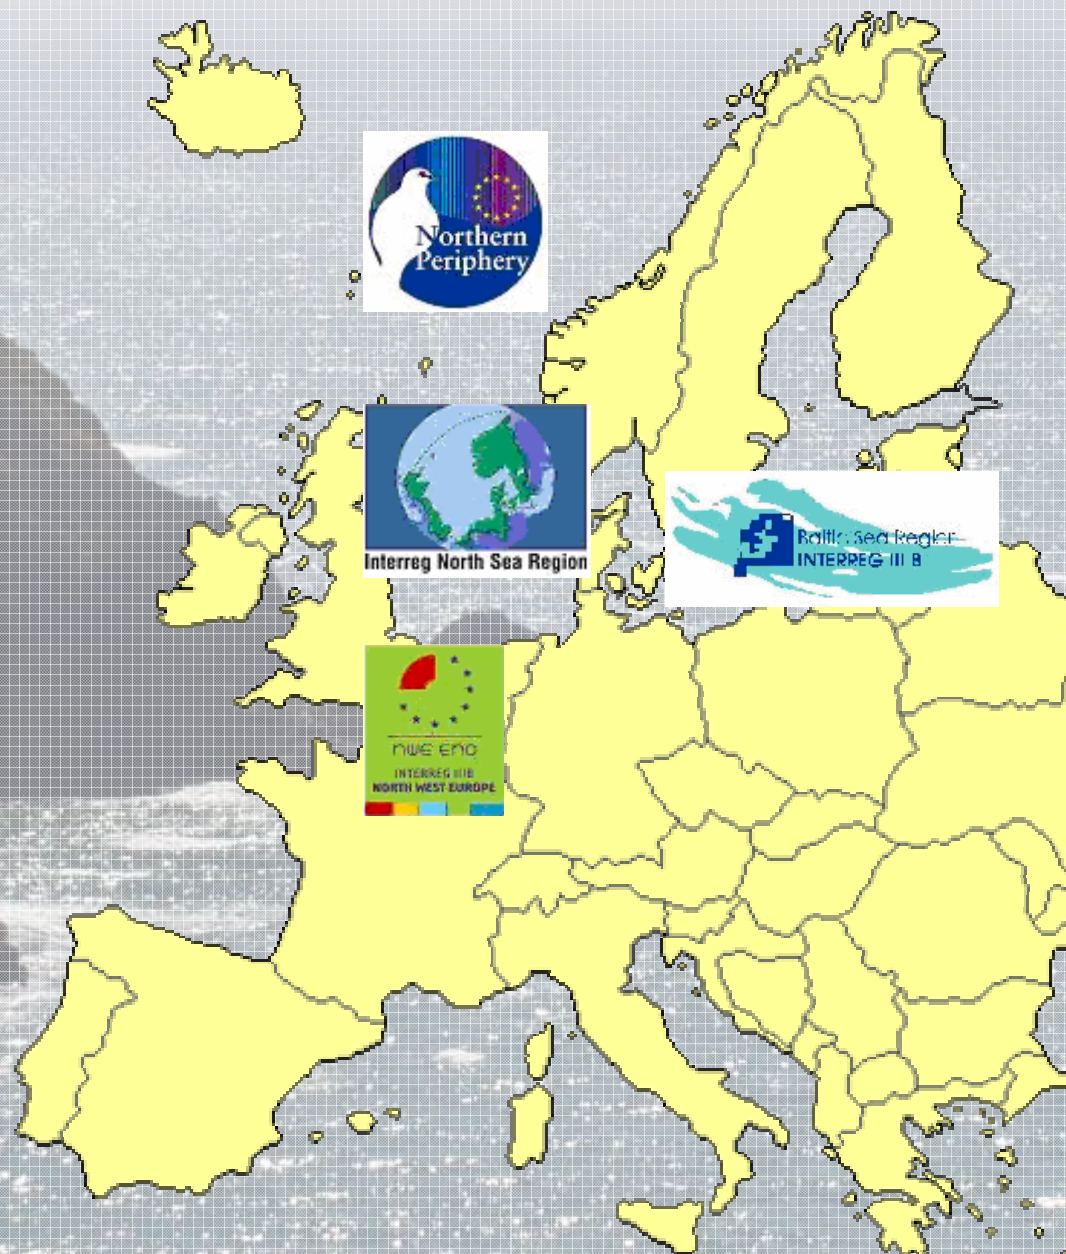 Northern
Periphery
Interreg North Sea Region
Baltic Sea Region
INTERREG III B
NWE ENO
INTERREG IIIB
NORTH WEST EUROPE